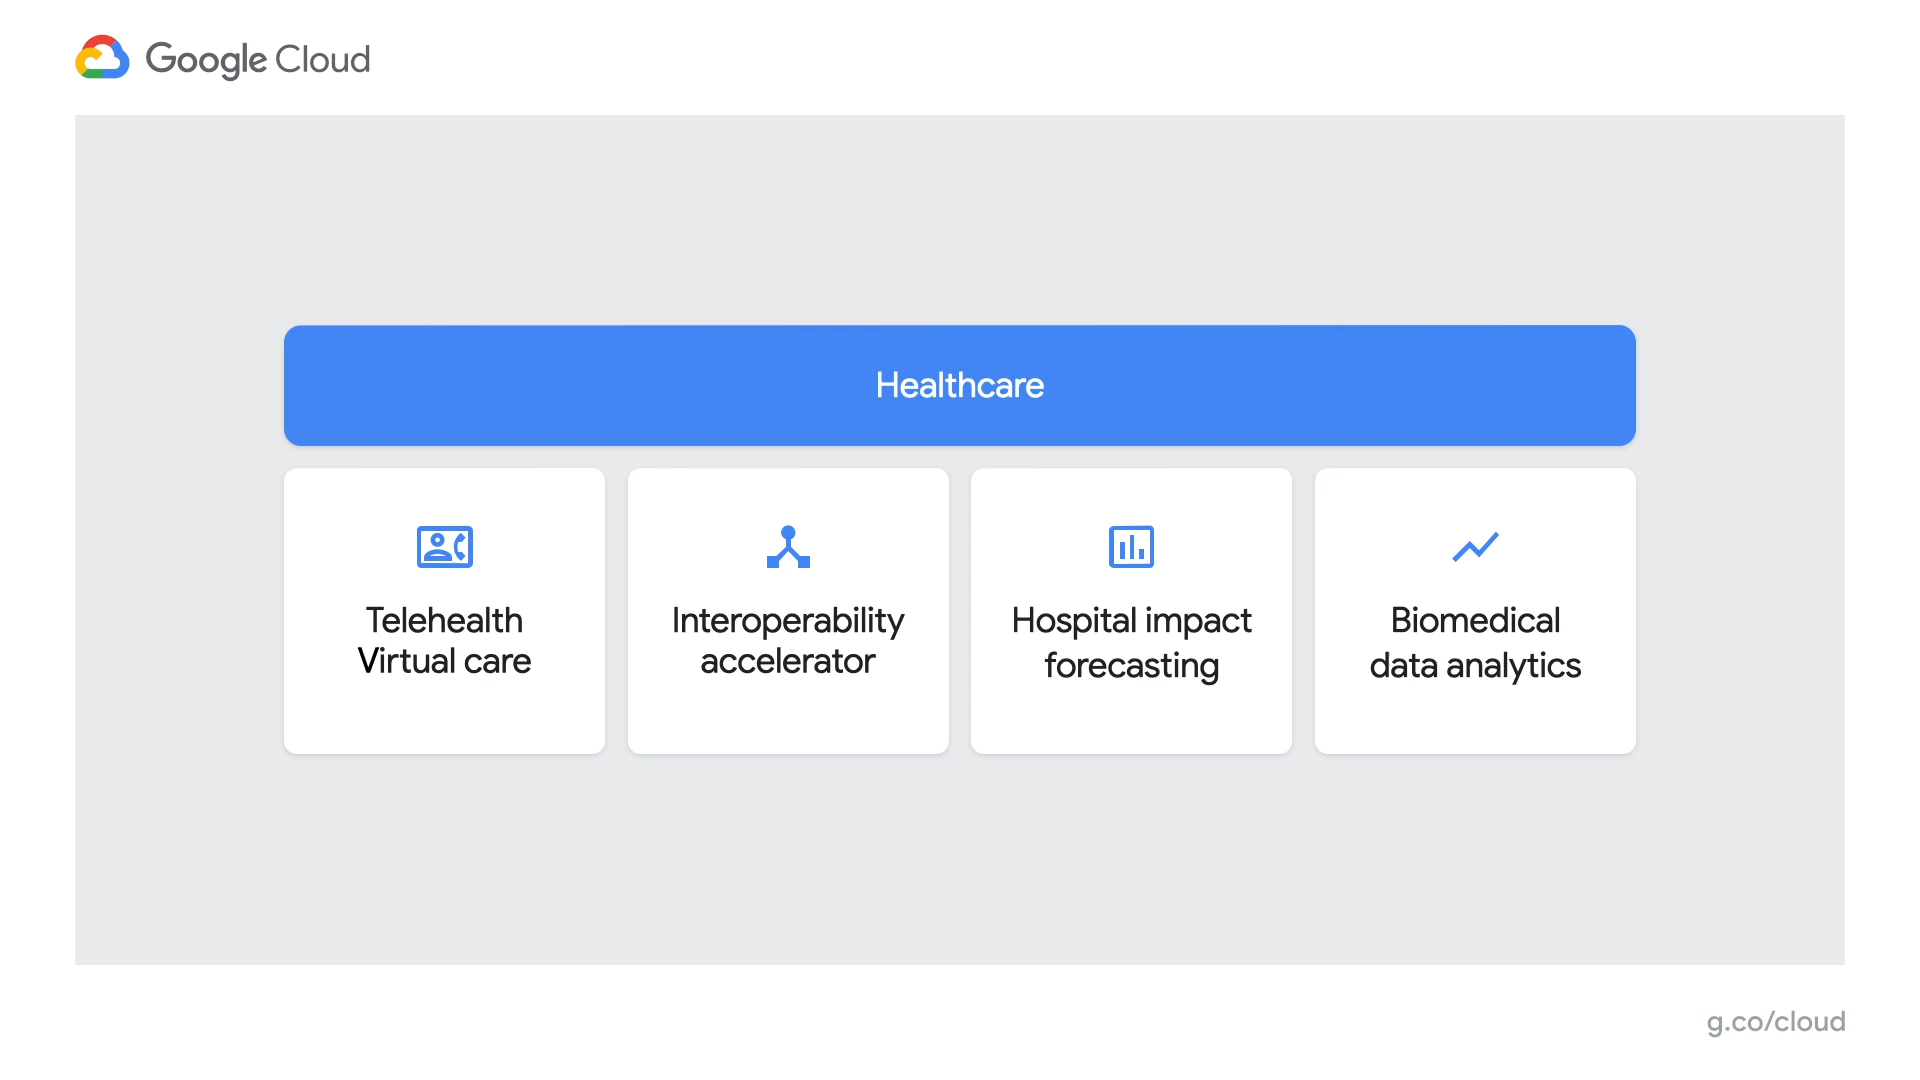 Google Cloud
Healthcare
Telehealth
Virtual care
Interoperability
accelerator
Hospital impact
forecasting
Biomedical
data analytics
g.co/cloud